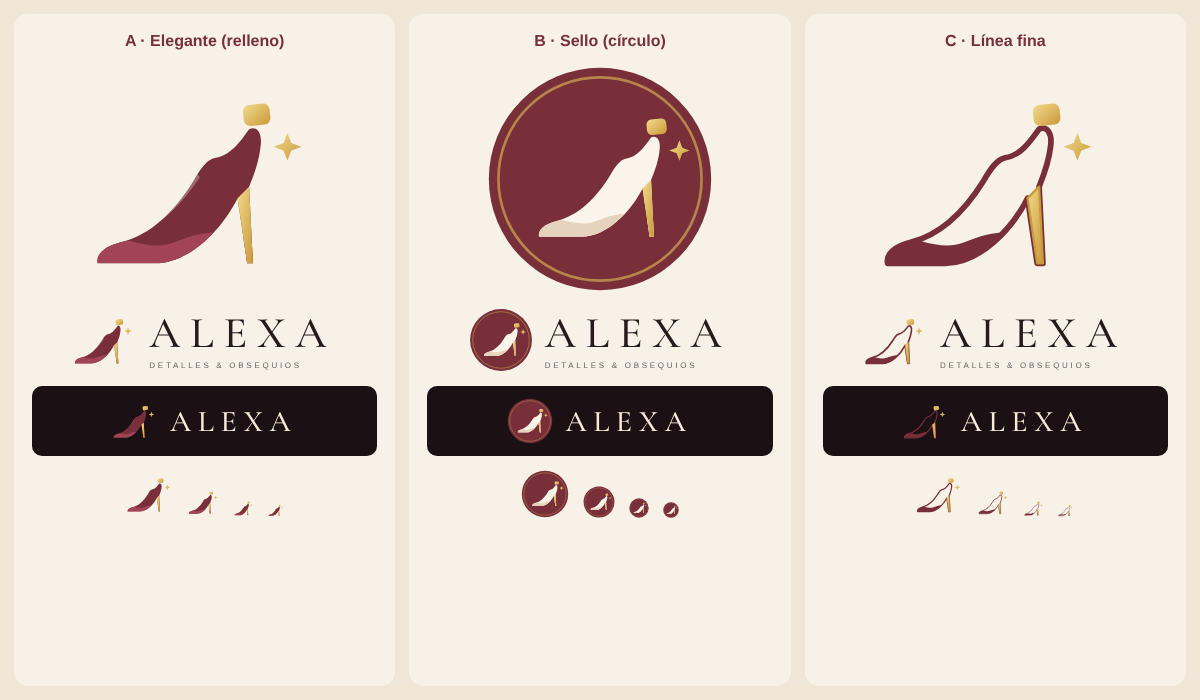 A · Elegante (relleno)
ALEXA
DETALLES & OBSEQUIOS
ALEXA
B · Sello (círculo)
ALEXA
DETALLES & OBSEQUIOS
ALEXA
C · Línea fina
ALEXA
DETALLES & OBSEQUIOS
ALEXA